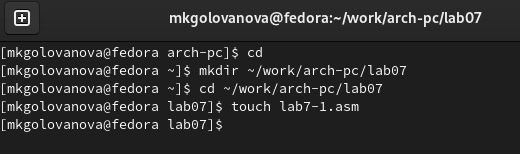 mkgolovanova@fedora:~/work/arch-pc/lab07
[mkgolovanova@fedora arch-pc]$ cd
[mkgolovanova@fedora ~]$ mkdir ~/work/arch-pc/lab07
[mkgolovanova@fedora ~]$ cd ~/work/arch-pc/lab07
[mkgolovanova@fedora lab07]$ touch lab7-1.asm
[mkgolovanova@fedora lab07]$